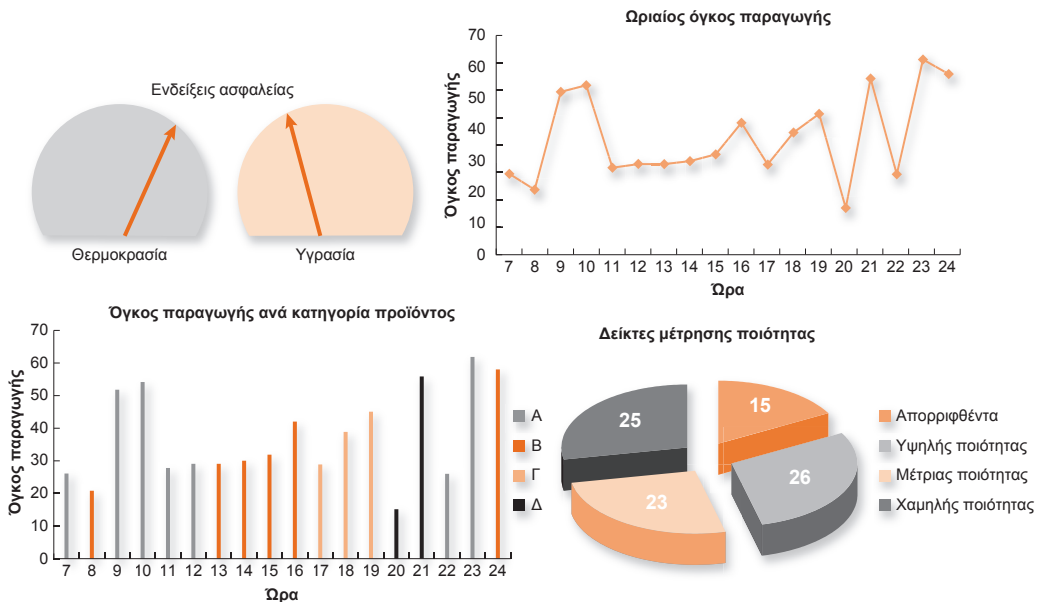 Ενδείξεις ασφαλείας
Θερμοκρασία
Υγρασία
Ωριαίος όγκος παραγωγής
Όγκος παραγωγής
70
60
50
40
30
20
10
0
7 8 9 10 11 12 13 14 15 16 17 18 19 20 21 22 23 24
Ώρα
Όγκος παραγωγής ανά κατηγορία προϊόντος
Όγκος παραγωγής
70
60
50
40
30
20
10
0
7 8 9 10 11 12 13 14 15 16 17 18 19 20 21 22 23 24
Ώρα
Α
Β
Γ
Δ
Δείκτες μέτρησης ποιότητας
25
15
23
26
Απορριφθέντα
Υψηλής ποιότητας
Μέτριας ποιότητας
Χαμηλής ποιότητας